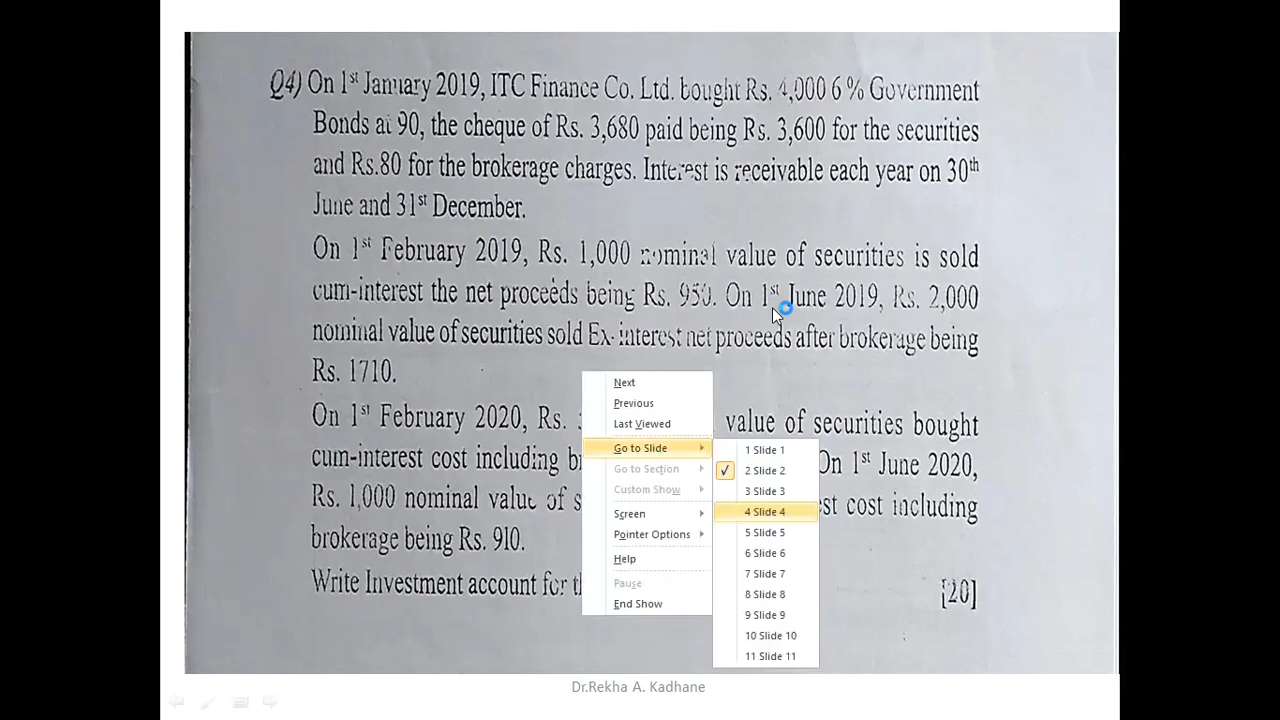 Q4) On 1st January 2019, ITC Finance Co. Ltd. bought Rs. 4,000 6 % Government
Bonds at 90, the cheque of Rs. 3,680 paid being Rs. 3,600 for the securities
and Rs.80 for the brokerage charges. Interest is receivable each year on 30th
June and 31st December.
On 1st February 2019, Rs. 1,000 nominal value of securities is sold
cum-interest the net proceeds being Rs. 950. On 1st June 2019, Rs. 2,000
nominal value of securities sold Ex-interest net proceeds after brokerage being
Rs. 1710.
On 1st February 2020, Rs. value of securities bought
cum-interest cost including On 1st June 2020,
Rs. 1,000 nominal value of cost including
brokerage being Rs. 910.
Write Investment account for [20]
Next
Previous
Last Viewed
Go to Slide
Go to Section
Custom Show
Screen
Pointer Options
Help
Pause
End Show
1 Slide 1
2 Slide 2
3 Slide 3
4 Slide 4
5 Slide 5
6 Slide 6
7 Slide 7
8 Slide 8
9 Slide 9
10 Slide 10
11 Slide 11
Dr.Rekha A. Kadhane